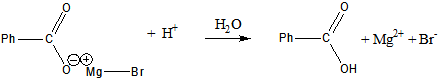 O O
Ph C + H⁺ H₂O Ph C + Mg²⁺ + Br⁻
O⊖ ⊕ Mg Br OH